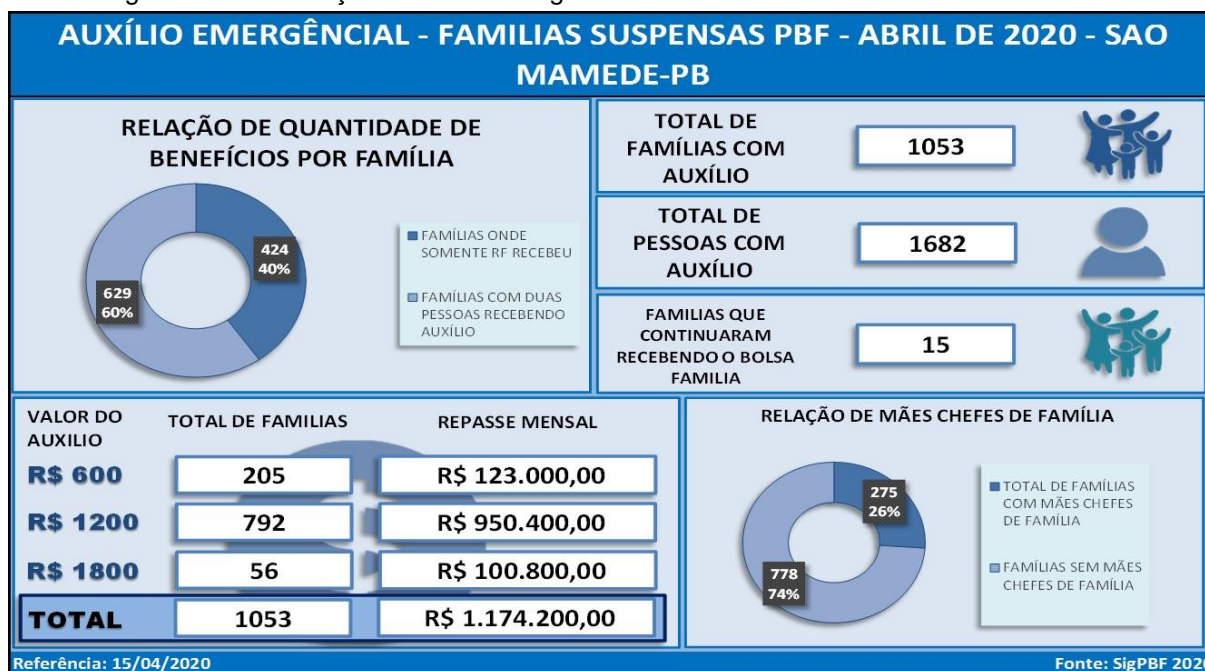 AUXÍLIO EMERGÊNCIAL - FAMILIAS SUSPENSAS PBF - ABRIL DE 2020 - SAO
MAMEDE-PB
RELAÇÃO DE QUANTIDADE DE
BENEFÍCIOS POR FAMÍLIA
424
40%
629
60%
FAMÍLIAS ONDE
SOMENTE RF RECEBEU
FAMÍLIAS COM DUAS
PESSOAS RECEBENDO
AUXÍLIO
TOTAL DE
FAMÍLIAS COM
AUXÍLIO
1053
TOTAL DE
PESSOAS COM
AUXÍLIO
1682
FAMILIAS QUE
CONTINUARAM
RECEBENDO O BOLSA
FAMILIA
15
VALOR DO
AUXILIO
TOTAL DE FAMILIAS
REPASSE MENSAL
R$ 600
205
R$ 123.000,00
R$ 1200
792
R$ 950.400,00
R$ 1800
56
R$ 100.800,00
TOTAL
1053
R$ 1.174.200,00
RELAÇÃO DE MÃES CHEFES DE FAMÍLIA
275
26%
778
74%
TOTAL DE FAMÍLIAS
COM MÃES CHEFES
DE FAMÍLIA
FAMÍLIAS SEM MÃES
CHEFES DE FAMÍLIA
Referência: 15/04/2020
Fonte: SigPBF 2020